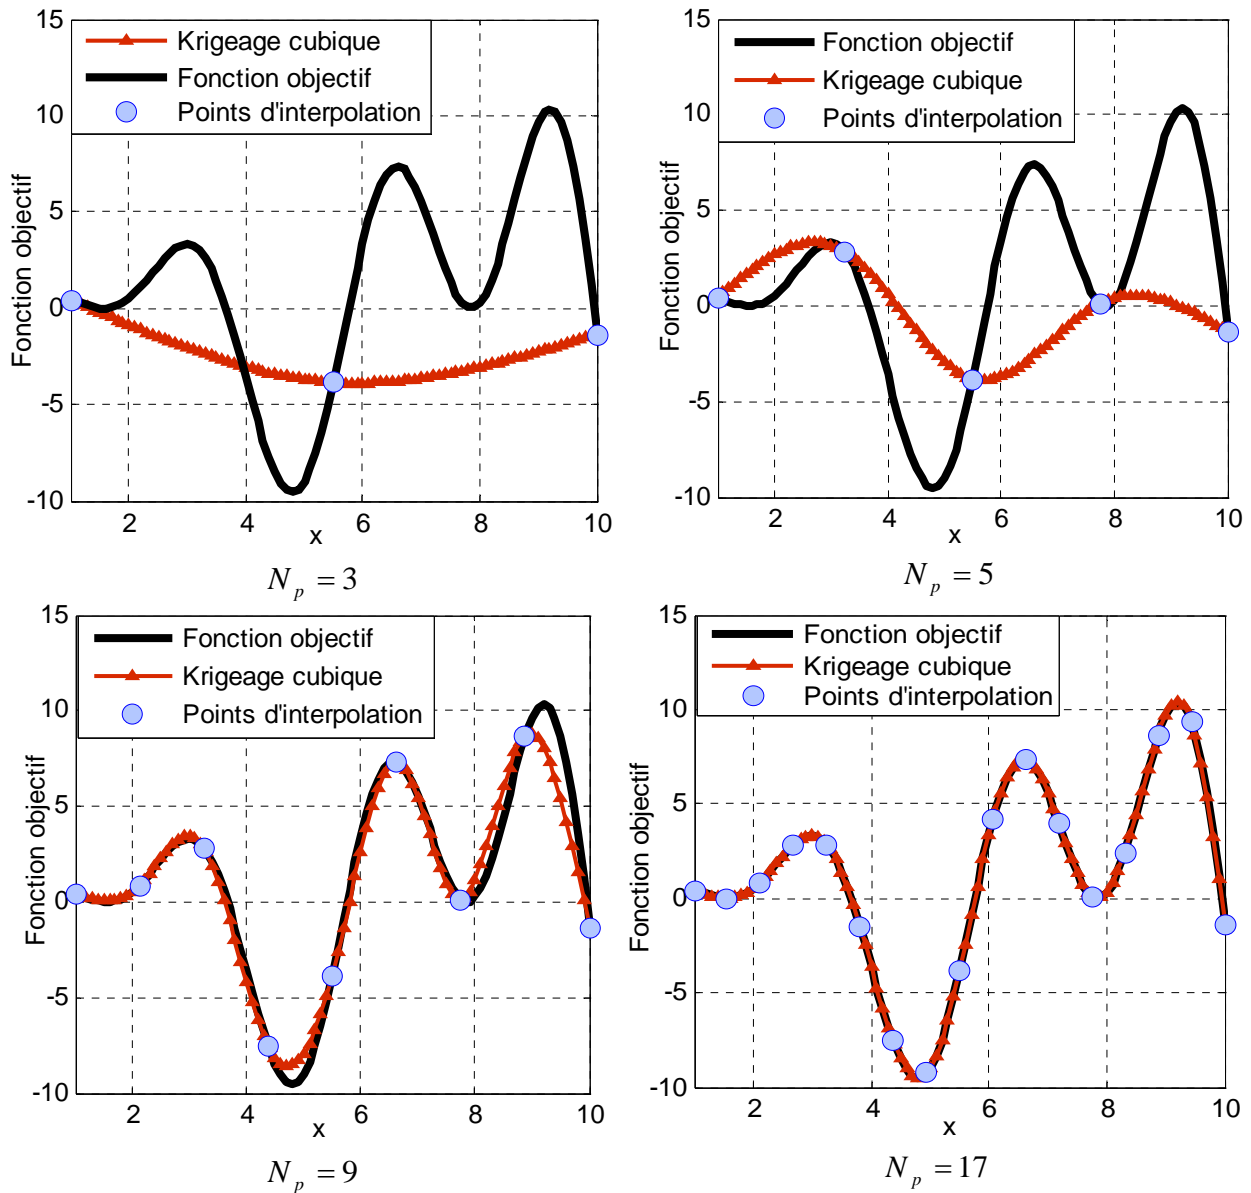 15
10
5
0
-5
-10
Fonction objectif
Krigeage cubique
Fonction objectif
Points d'interpolation
2 4 6 8 10
x
N_p = 3
15
10
5
0
-5
-10
Fonction objectif
Fonction objectif
Krigeage cubique
Points d'interpolation
2 4 6 8 10
x
N_p = 5
15
10
5
0
-5
-10
Fonction objectif
Fonction objectif
Krigeage cubique
Points d'interpolation
2 4 6 8 10
x
N_p = 9
15
10
5
0
-5
-10
Fonction objectif
Fonction objectif
Krigeage cubique
Points d'interpolation
2 4 6 8 10
x
N_p = 17